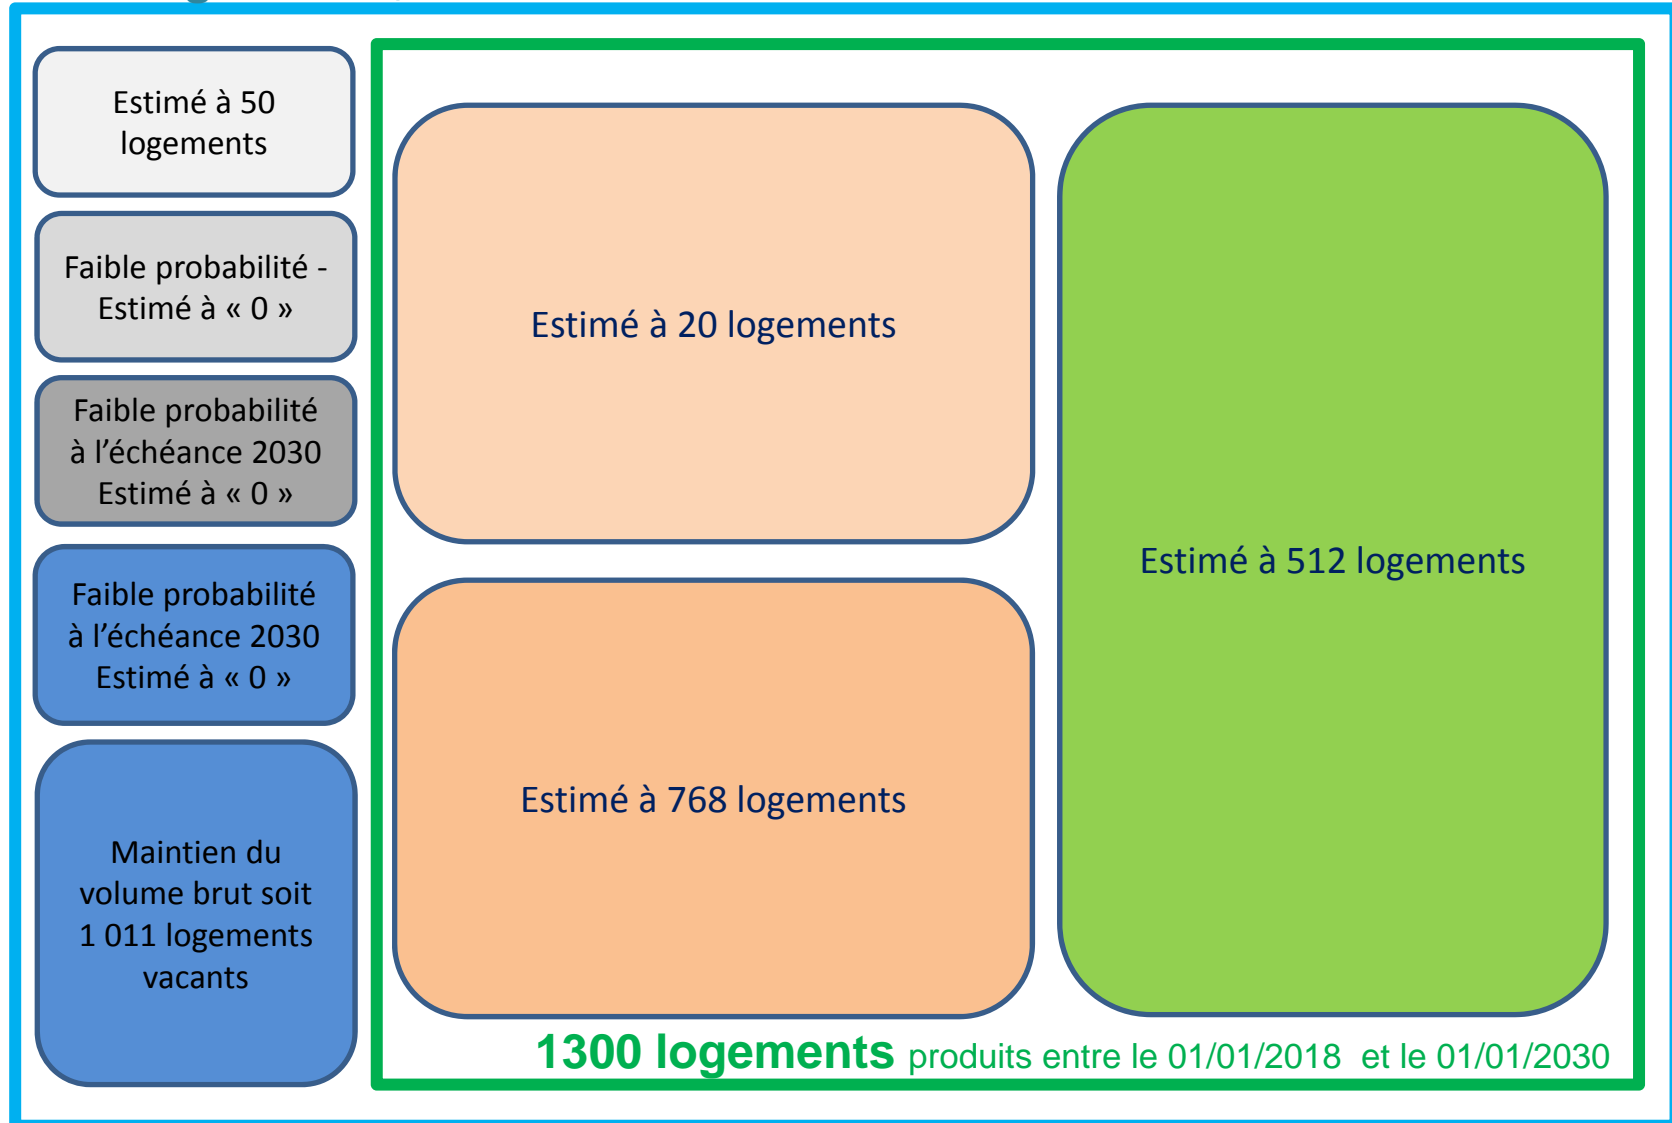 Estimé à 50
logements
Faible probabilité -
Estimé à « 0 »
Faible probabilité
à l’échéance 2030
Estimé à « 0 »
Faible probabilité
à l’échéance 2030
Estimé à « 0 »
Maintien du
volume brut soit
1 011 logements
vacants
Estimé à 20 logements
Estimé à 768 logements
Estimé à 512 logements
1300 logements produits entre le 01/01/2018 et le 01/01/2030